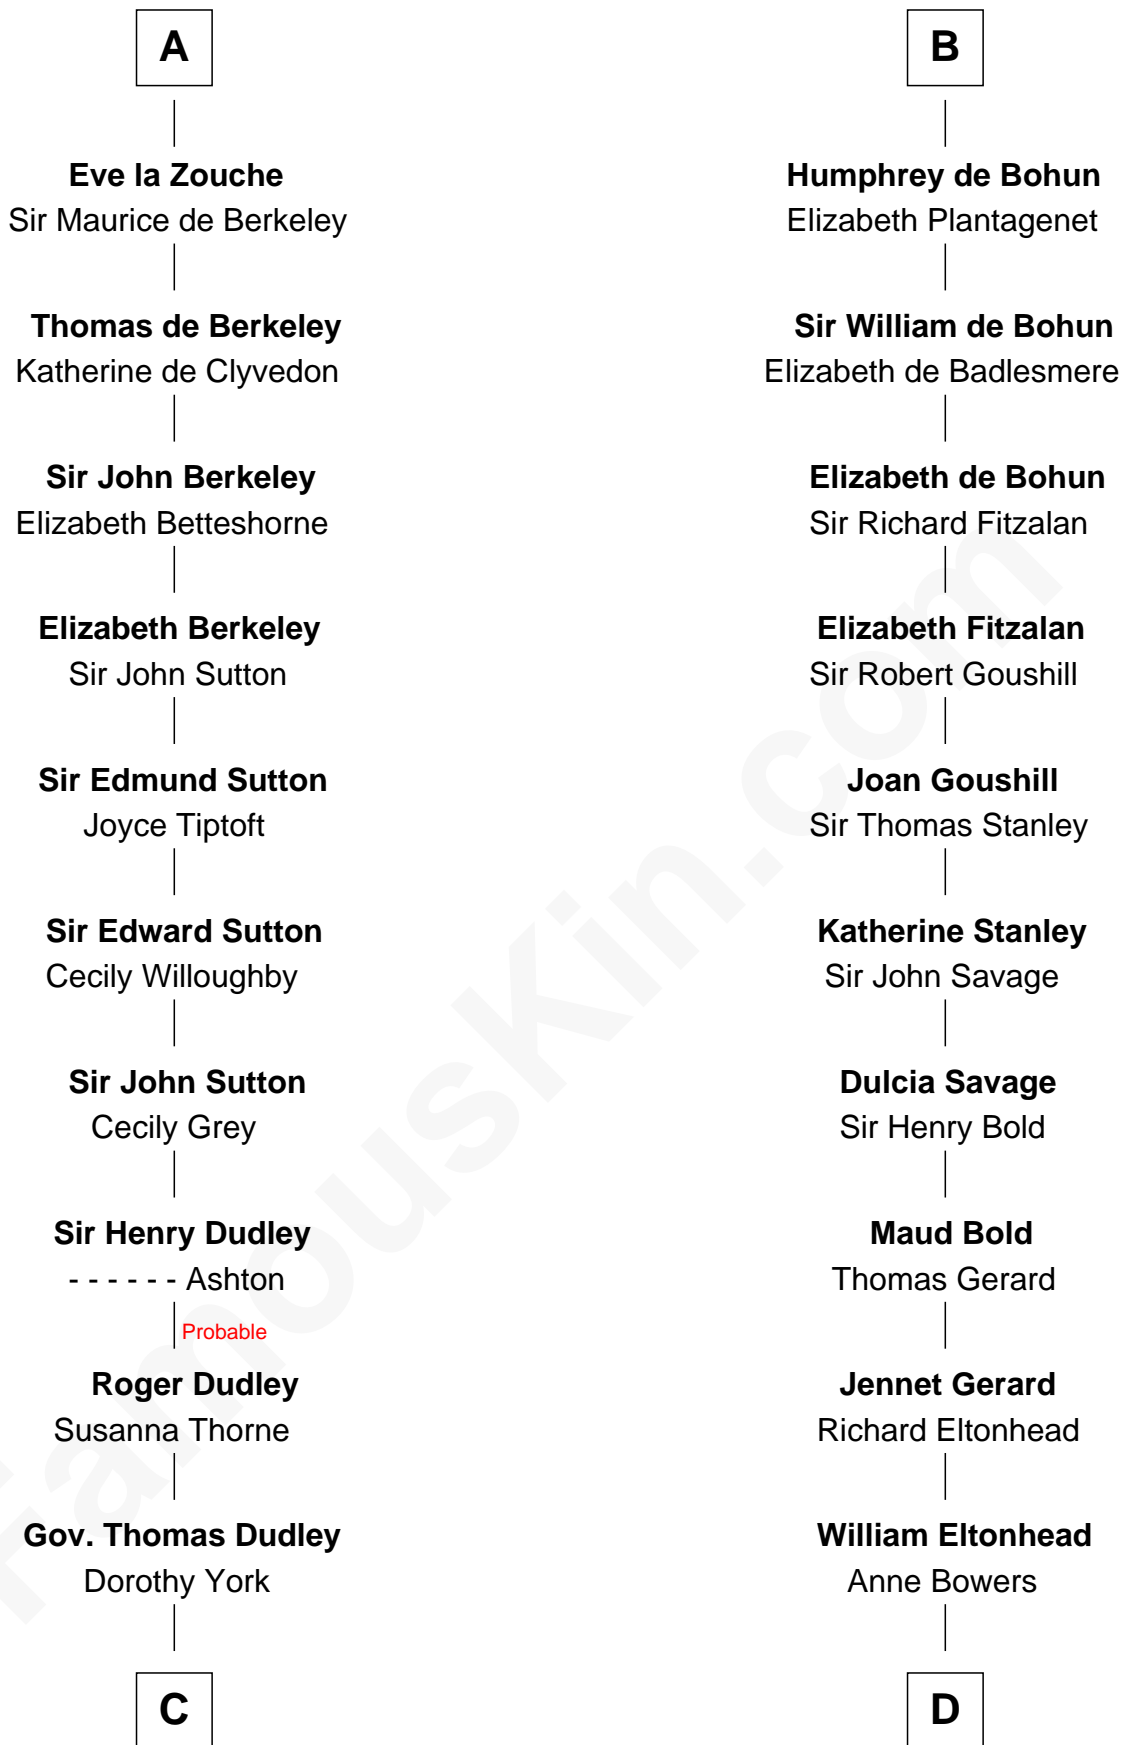 A
Eve la Zouche
Sir Maurice de Berkeley
Thomas de Berkeley
Katherine de Clyvedon
Sir John Berkeley
Elizabeth Betteshorne
Elizabeth Berkeley
Sir John Sutton
Sir Edmund Sutton
Joyce Tiptoft
Sir Edward Sutton
Cecily Willoughby
Sir John Sutton
Cecily Grey
Sir Henry Dudley
- - - - - - Ashton
Probable
Roger Dudley
Susanna Thorne
Gov. Thomas Dudley
Dorothy York
C
B
Humphrey de Bohun
Elizabeth Plantagenet
Sir William de Bohun
Elizabeth de Badlesmere
Elizabeth de Bohun
Sir Richard Fitzalan
Elizabeth Fitzalan
Sir Robert Goushill
Joan Goushill
Sir Thomas Stanley
Katherine Stanley
Sir John Savage
Dulcia Savage
Sir Henry Bold
Maud Bold
Thomas Gerard
Jennet Gerard
Richard Eltonhead
William Eltonhead
Anne Bowers
D
FamousKin.com